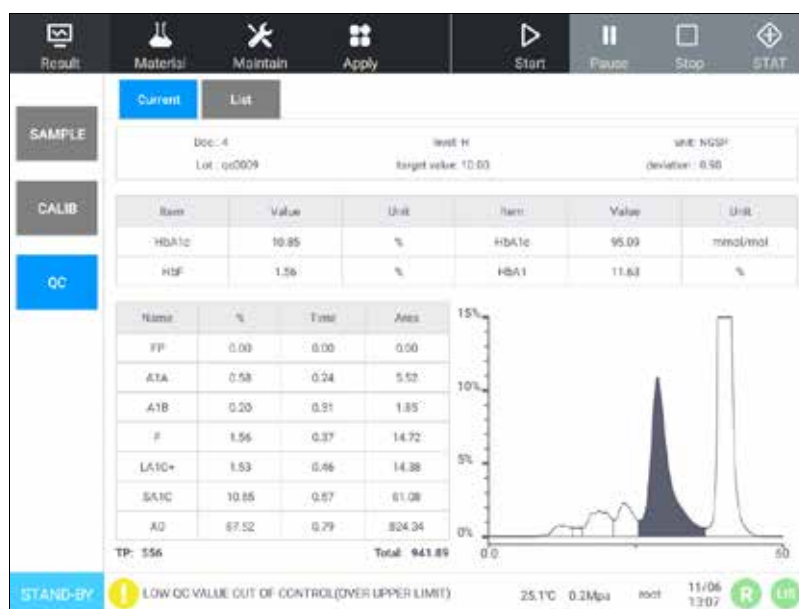 Result Material Maintain Apply Start Pause Stop STAT
Current List
SAMPLE
CALIB
QC
level: H unit: NGSP
Lot: qc0009 target value: 10.00 deviation: 0.90
Item Value Unit Item Value Unit
HbA1c 10.85 % HbA1c 95.09 mmol/mol
HbF 1.56 % HbA1 11.63 %
Name % Time Area
FP 0.00 0.00 0.00
A1A 0.58 0.24 5.52
A1B 0.20 0.31 1.85
F 1.56 0.37 14.72
LA1C+ 1.53 0.46 14.38
SA1C 10.85 0.57 81.08
A0 87.52 0.79 824.34
TP: 556 Total: 941.89
15%
10%
5%
0%
0.0 60
STAND-BY ! LOW QC VALUE OUT OF CONTROL(OVER UPPER LIMIT) 25.1°C 0.2Mpa root 11/06 R LIS
13:07